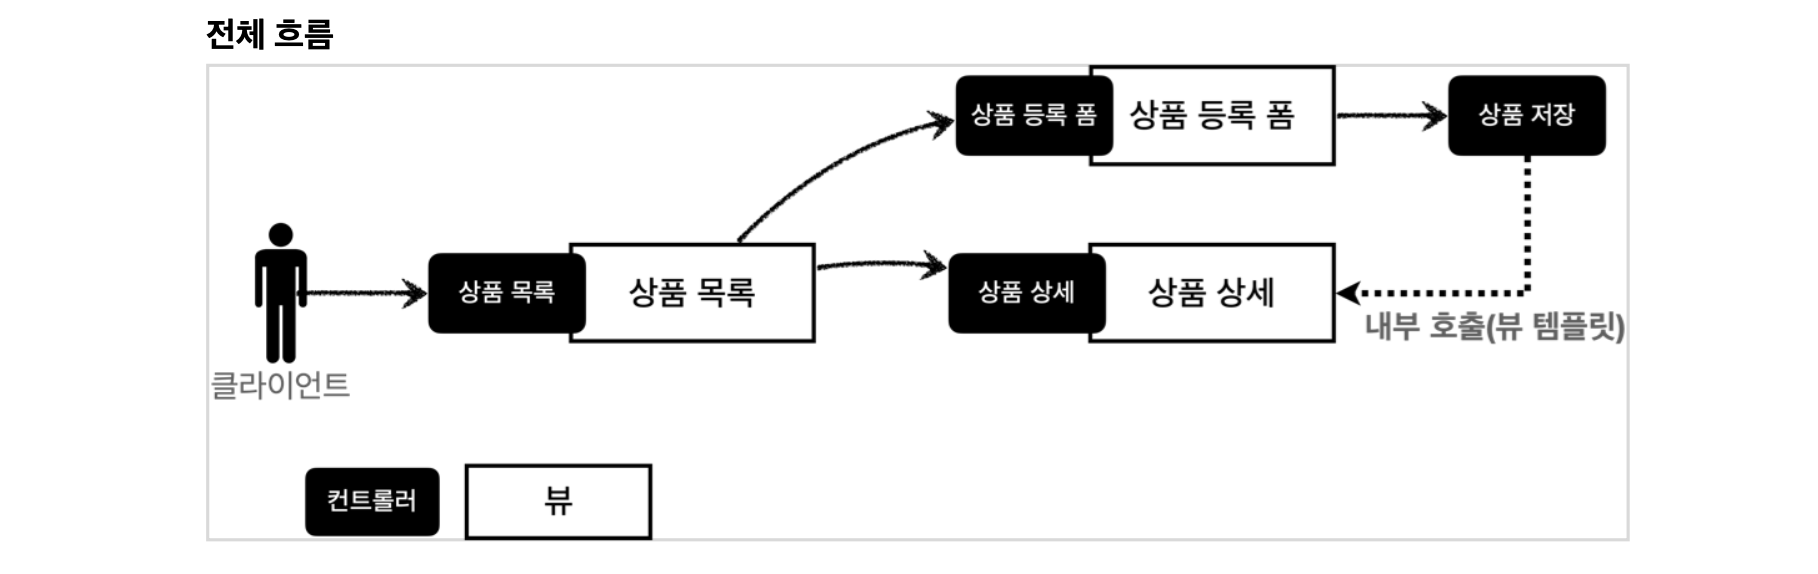 전체 흐름
상품 등록 폼
상품 등록 폼
상품 저장
상품 목록
상품 목록
상품 상세
상품 상세
내부 호출(뷰 템플릿)
클라이언트
컨트롤러
뷰